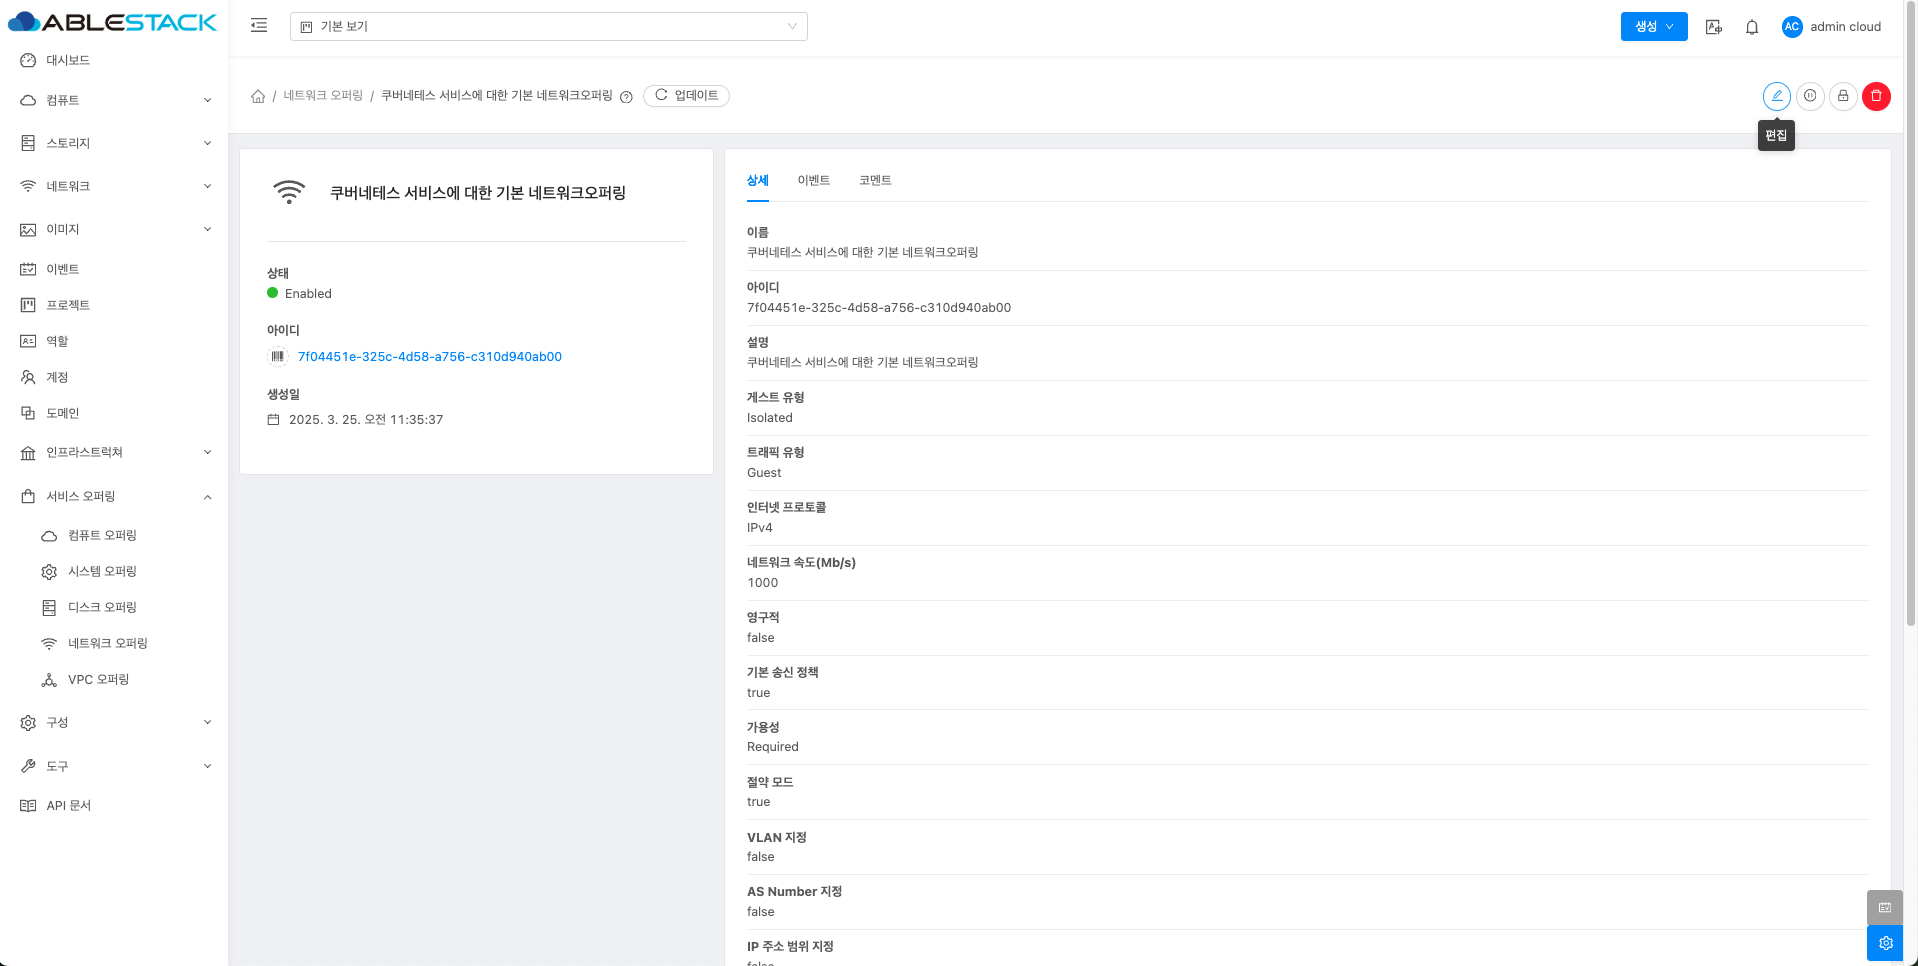 ABLESTACK
기본 보기
생성
AC
admin cloud
대시보드
컴퓨트
스토리지
네트워크
이미지
이벤트
프로젝트
역할
계정
도메인
인프라스트럭쳐
서비스 오퍼링
컴퓨트 오퍼링
시스템 오퍼링
디스크 오퍼링
네트워크 오퍼링
VPC 오퍼링
구성
도구
API 문서
/ 네트워크 오퍼링 / 쿠버네테스 서비스에 대한 기본 네트워크오퍼링
업데이트
편집
쿠버네테스 서비스에 대한 기본 네트워크오퍼링
상태
Enabled
아이디
7f04451e-325c-4d58-a756-c310d940ab00
생성일
2025. 3. 25. 오전 11:35:37
상세 이벤트 코멘트
이름
쿠버네테스 서비스에 대한 기본 네트워크오퍼링
아이디
7f04451e-325c-4d58-a756-c310d940ab00
설명
쿠버네테스 서비스에 대한 기본 네트워크오퍼링
게스트 유형
Isolated
트래픽 유형
Guest
인터넷 프로토콜
IPv4
네트워크 속도(Mb/s)
1000
영구적
false
기본 송신 정책
true
가용성
Required
절약 모드
true
VLAN 지정
false
AS Number 지정
false
IP 주소 범위 지정
false